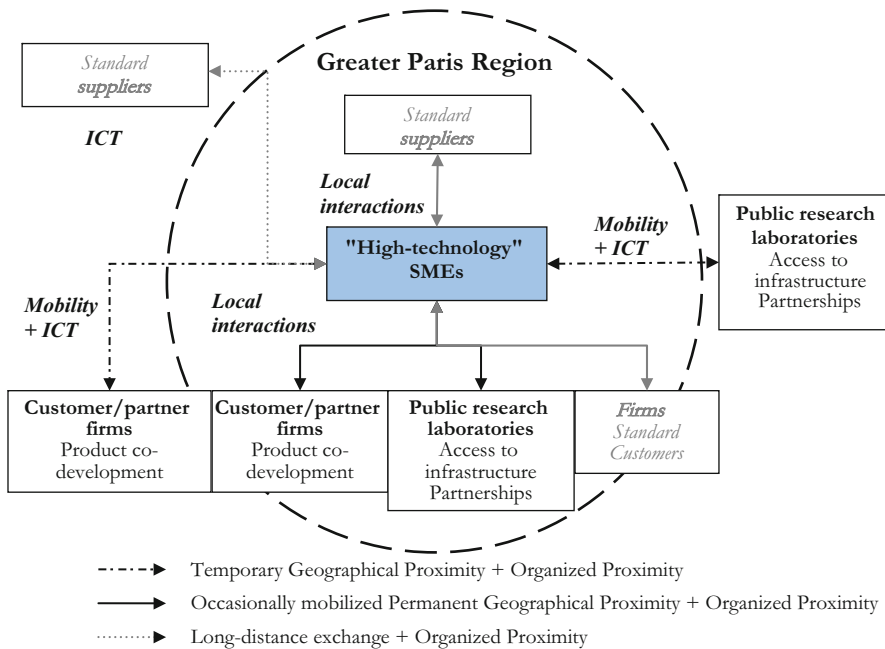 Standard
suppliers
ICT
Greater Paris Region
Standard
suppliers
Local
interactions
"High-technology"
SMEs
Mobility
+ ICT
Public research
laboratories
Access to
infrastructure
Partnerships
Mobility
+ ICT
Local
interactions
Customer/partner
firms
Product co-
development
Customer/partner
firms
Product co-
development
Public research
laboratories
Access to
infrastructure
Partnerships
Firms
Standard
Customers
Temporary Geographical Proximity + Organized Proximity
Occasionally mobilized Permanent Geographical Proximity + Organized Proximity
Long-distance exchange + Organized Proximity